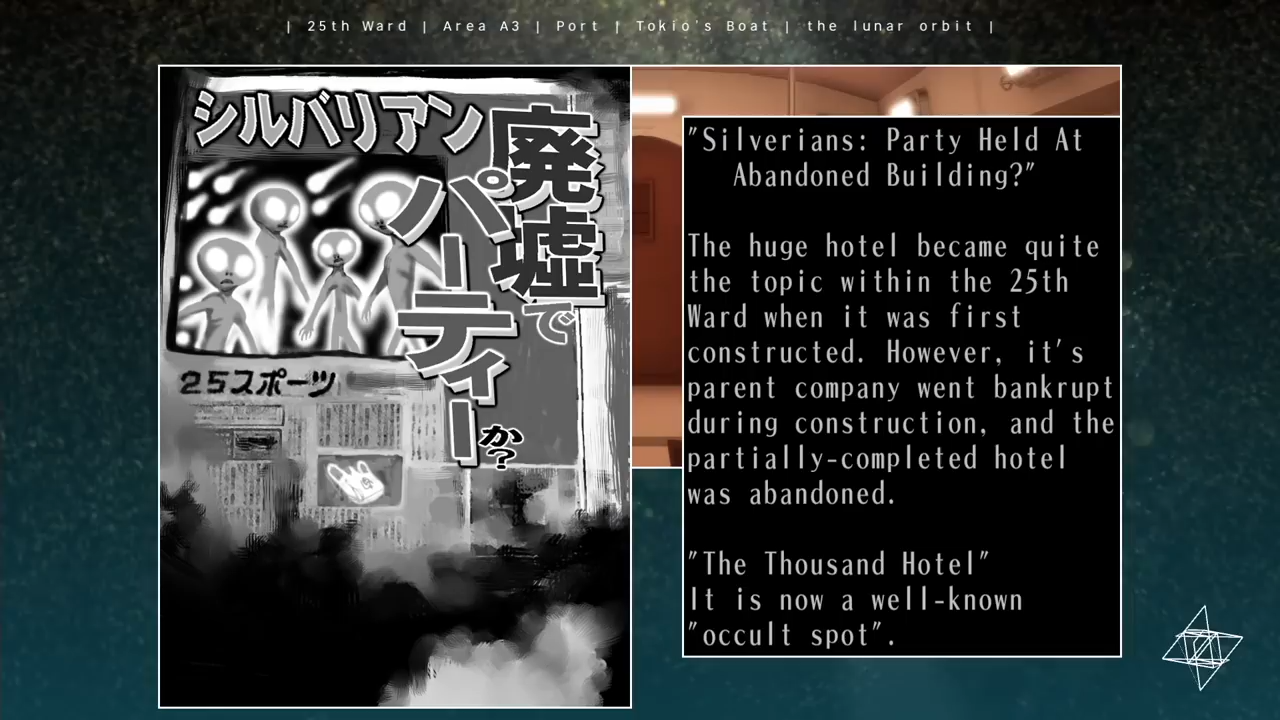 | 25th Ward | Area A3 | Port | Tokio's Boat | the lunar orbit |
シルバリアン
廃墟で
パーティーか?
25スポーツ
"Silverians: Party Held At
Abandoned Building?"
The huge hotel became quite
the topic within the 25th
Ward when it was first
constructed. However, it's
parent company went bankrupt
during construction, and the
partially-completed hotel
was abandoned.
"The Thousand Hotel"
It is now a well-known
"occult spot".